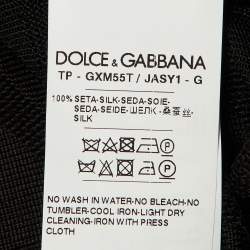 DOLCE & GABBANA
TP - GXM55T / JASY1 - G
100% SETA-SILK-SEDA-SOIE-
SEDA-SEIDE-ШЕЛК-桑蚕丝-
SILK
NO WASH IN WATER-NO BLEACH-NO
TUMBLER-COOL IRON-LIGHT DRY
CLEANING-IRON WITH PRESS
CLOTH